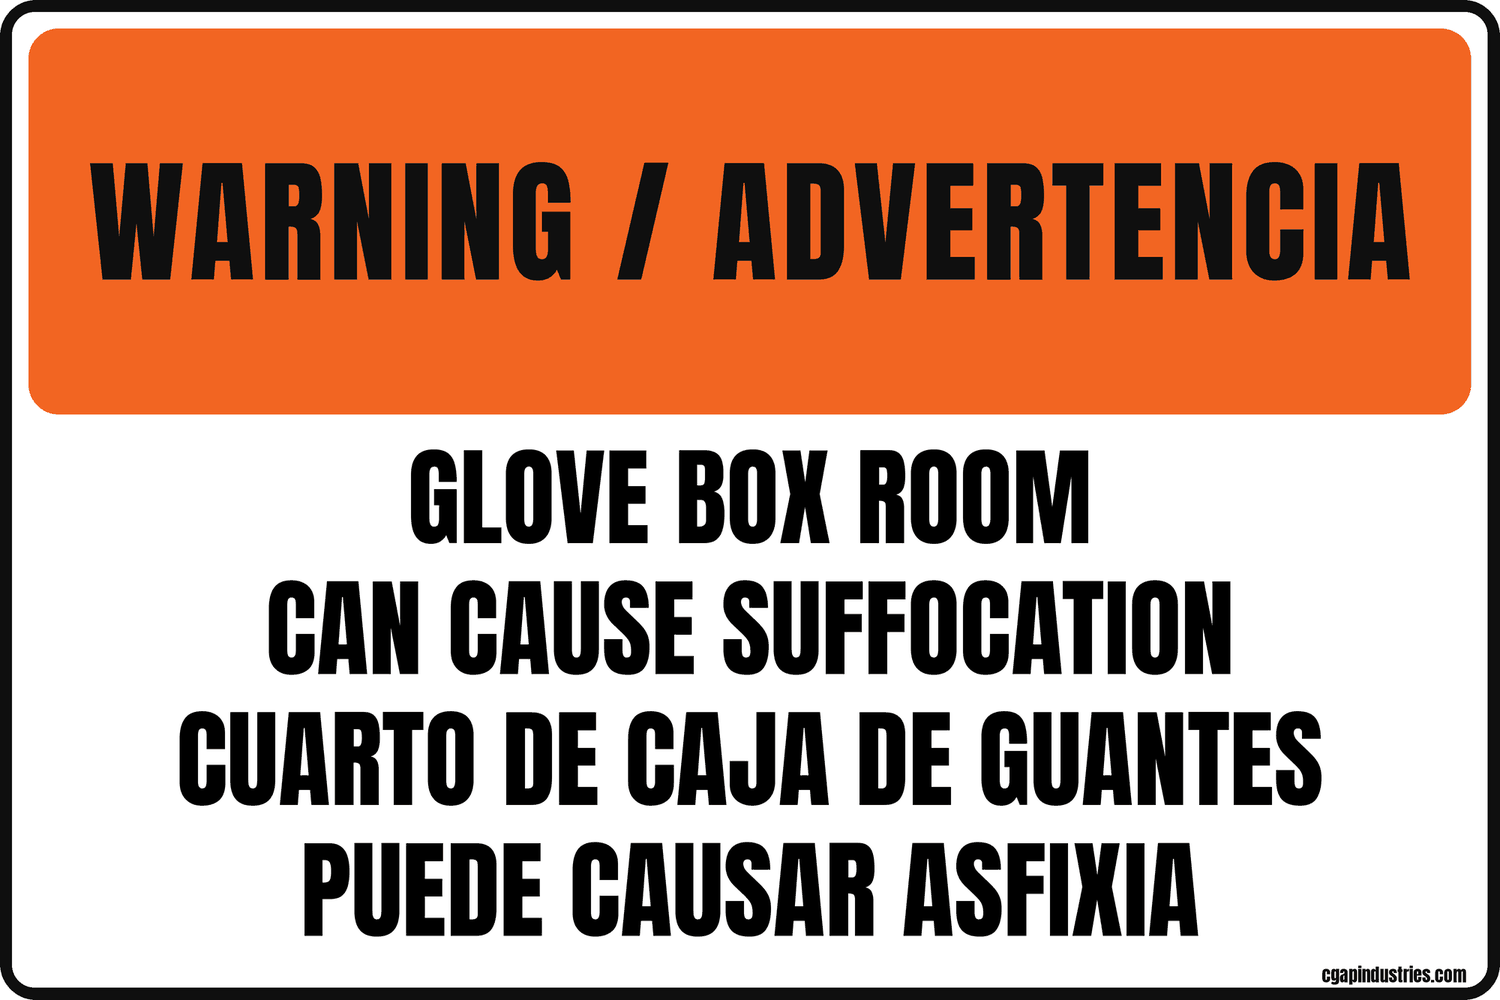 WARNING / ADVERTENCIA
GLOVE BOX ROOM
CAN CAUSE SUFFOCATION
CUARTO DE CAJA DE GUANTES
PUEDE CAUSAR ASFIXIA
cgapindustries.com